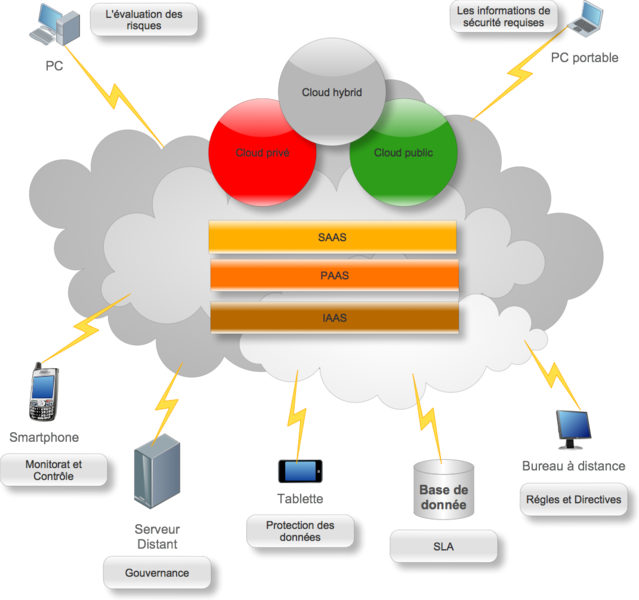 L'évaluation des
risques
PC
Les informations de
sécurité requises
PC portable
Cloud hybrid
Cloud privé
Cloud public
SAAS
PAAS
IAAS
Smartphone
Monitorat et
Contrôle
Serveur
Distant
Gouvernance
Tablette
Protection des
données
Base de
donnée
SLA
Bureau à distance
Régles et Directives